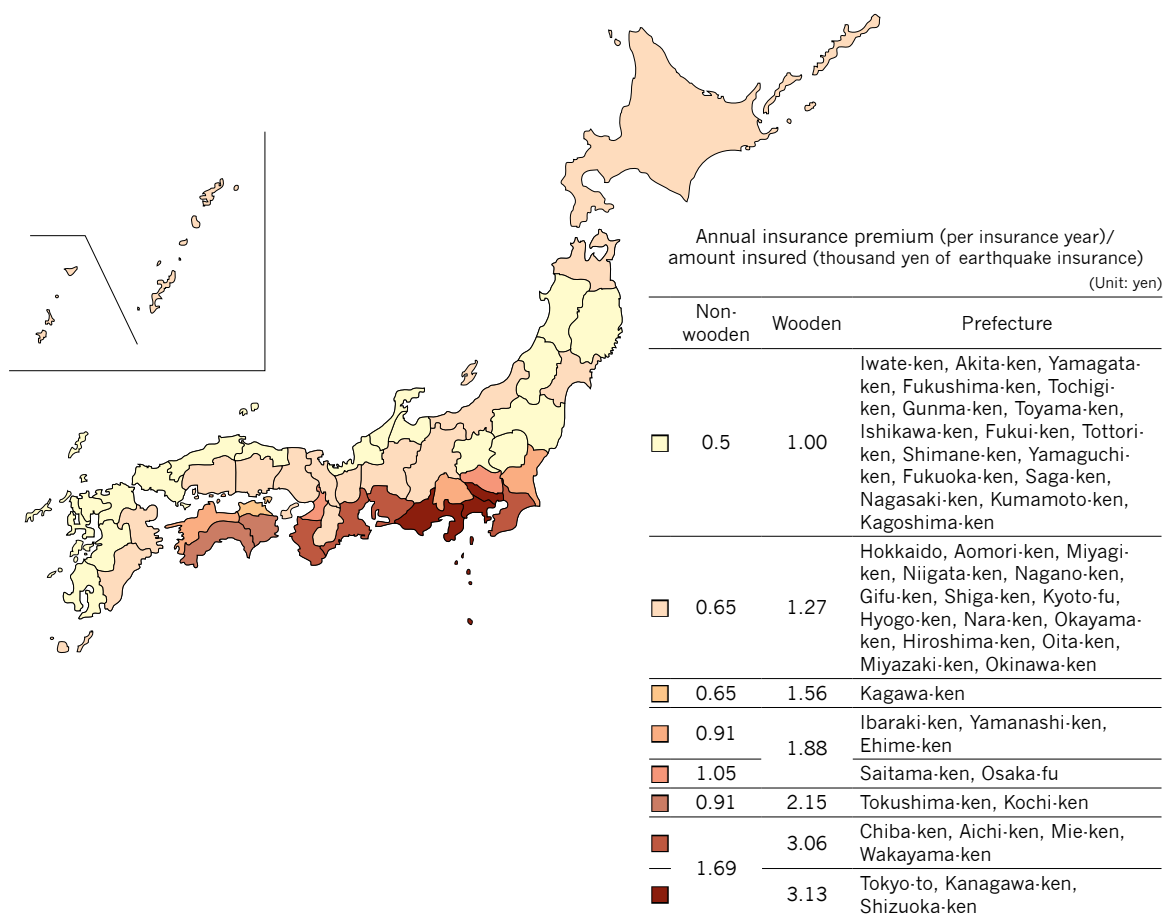 Annual insurance premium (per insurance year)/
amount insured (thousand yen of earthquake insurance)
(Unit: yen)
Non-
wooden
Wooden
Prefecture
0.5
1.00
Iwate-ken, Akita-ken, Yamagata-
ken, Fukushima-ken, Tochigi-
ken, Gunma-ken, Toyama-ken,
Ishikawa-ken, Fukui-ken, Tottori-
ken, Shimane-ken, Yamaguchi-
ken, Fukuoka-ken, Saga-ken,
Nagasaki-ken, Kumamoto-ken,
Kagoshima-ken
0.65
1.27
Hokkaido, Aomori-ken, Miyagi-
ken, Niigata-ken, Nagano-ken,
Gifu-ken, Shiga-ken, Kyoto-fu,
Hyogo-ken, Nara-ken, Okayama-
ken, Hiroshima-ken, Oita-ken,
Miyazaki-ken, Okinawa-ken
0.65
1.56
Kagawa-ken
0.91
1.88
Ibaraki-ken, Yamanashi-ken,
Ehime-ken
1.05
Saitama-ken, Osaka-fu
0.91
2.15
Tokushima-ken, Kochi-ken
1.69
3.06
Chiba-ken, Aichi-ken, Mie-ken,
Wakayama-ken
3.13
Tokyo-to, Kanagawa-ken,
Shizuoka-ken